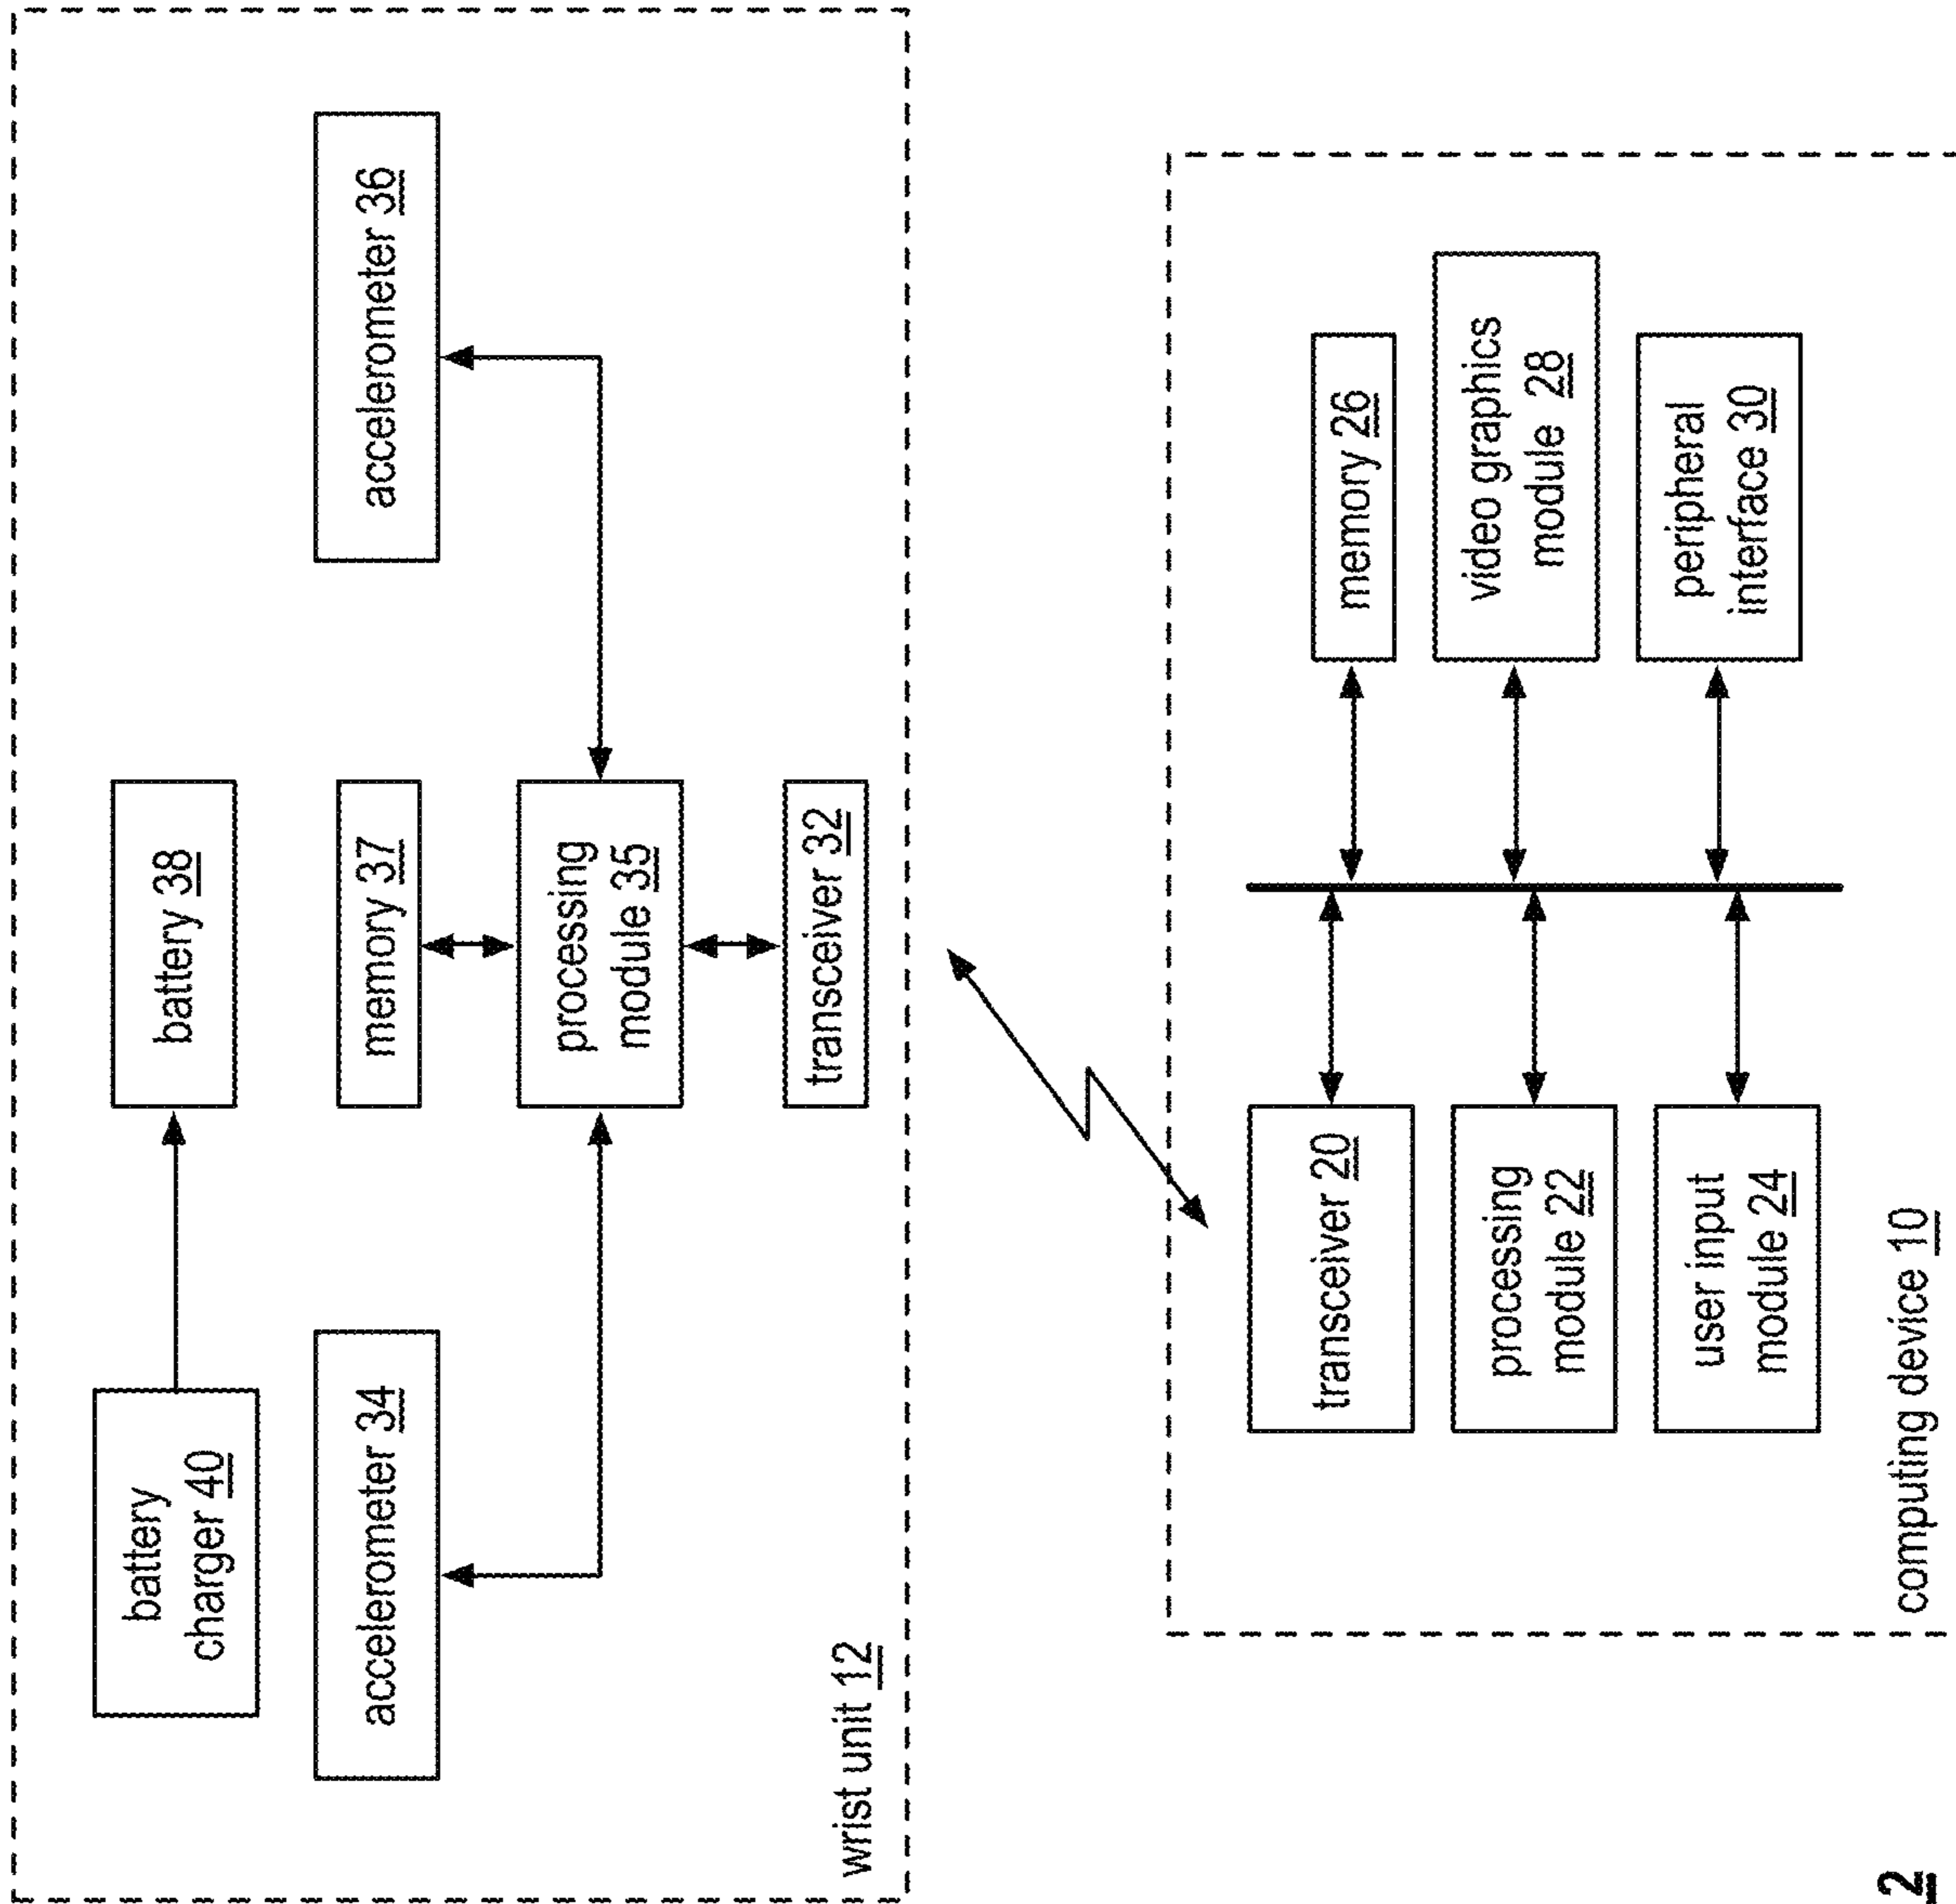 battery
charger 40
battery 38
accelerometer 34
memory 37
accelerometer 36
processing
module 35
transceiver 32
wrist unit 12
transceiver 20
memory 26
processing
module 22
video graphics
module 28
user input
module 24
peripheral
interface 30
computing device 10
2